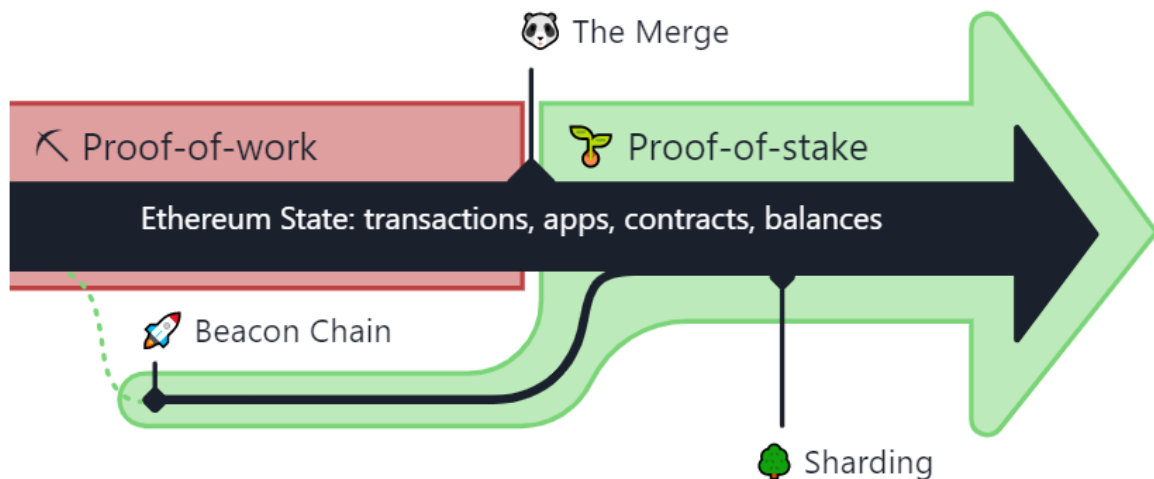 The Merge
Proof-of-work
Proof-of-stake
Ethereum State: transactions, apps, contracts, balances
Beacon Chain
Sharding